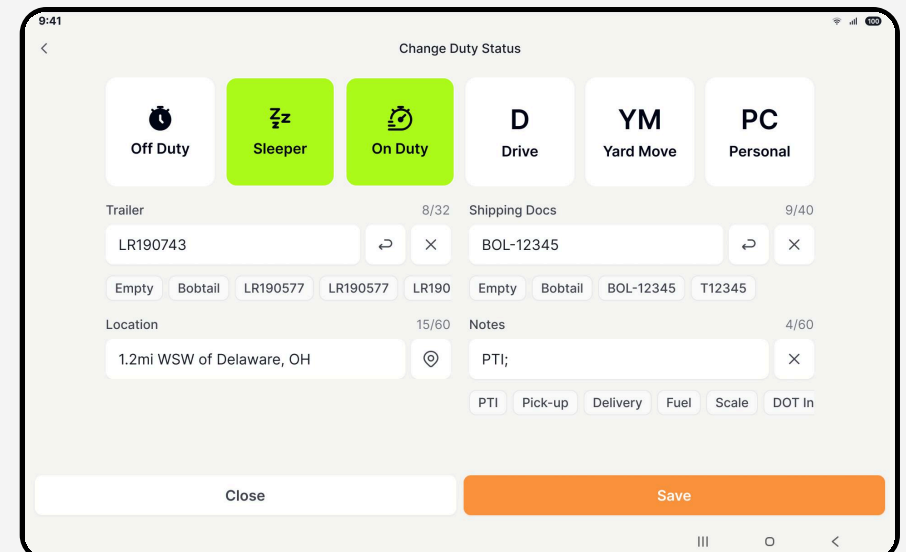 9:41
100
Change Duty Status
Off Duty
Zzz
Sleeper
On Duty
D
Drive
YM
Yard Move
PC
Personal
Trailer 8/32
Shipping Docs 9/40
LR190743
BOL-12345
Empty Bobtail LR190577 LR190577 LR190
Empty Bobtail BOL-12345 T12345
Location 15/60
Notes 4/60
1.2mi WSW of Delaware, OH
PTI;
PTI Pick-up Delivery Fuel Scale DOT In
Close
Save